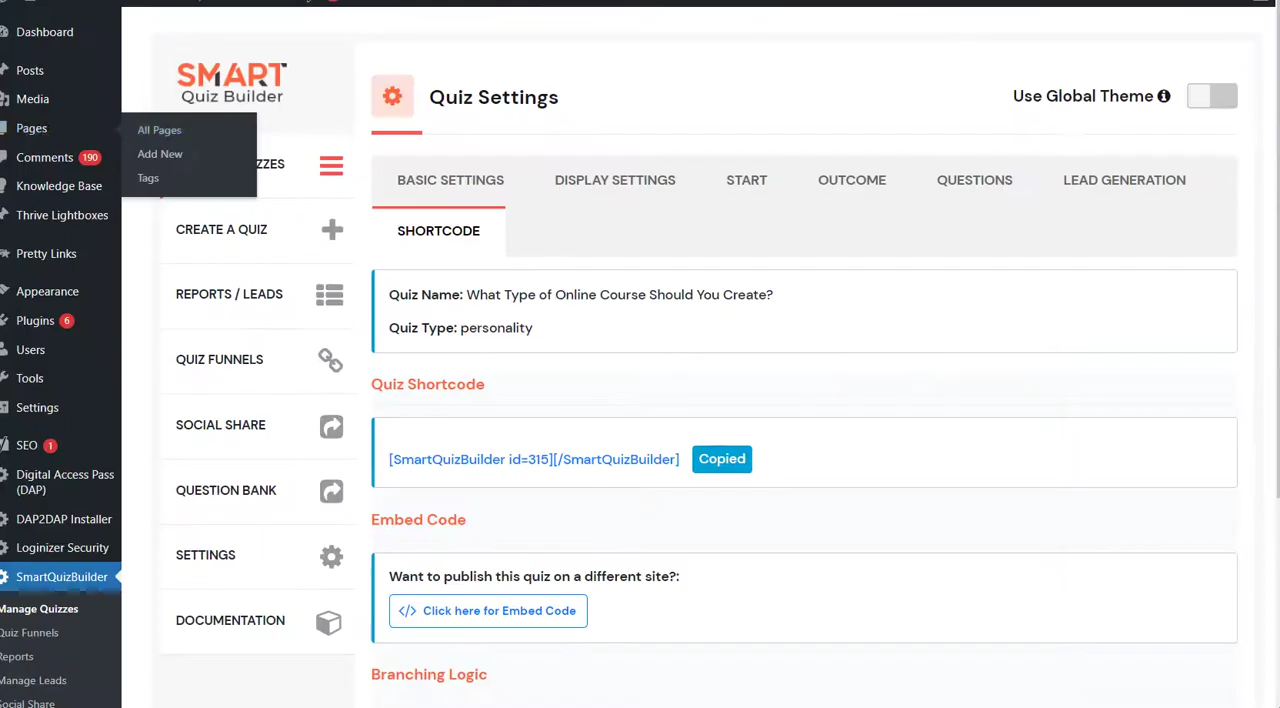 Dashboard
Posts
Media
Pages
Comments 190
Knowledge Base
Thrive Lightboxes
Pretty Links
Appearance
Plugins 6
Users
Tools
Settings
SEO 1
Digital Access Pass
(DAP)
DAP2DAP Installer
Loginizer Security
SmartQuizBuilder
Manage Quizzes
Quiz Funnels
Reports
Manage Leads
Social Share
All Pages
Add New
Tags
SMART
Quiz Builder
ZZES
CREATE A QUIZ
REPORTS / LEADS
QUIZ FUNNELS
SOCIAL SHARE
QUESTION BANK
SETTINGS
DOCUMENTATION
Quiz Settings
Use Global Theme
BASIC SETTINGS DISPLAY SETTINGS START OUTCOME QUESTIONS LEAD GENERATION
SHORTCODE
Quiz Name: What Type of Online Course Should You Create?
Quiz Type: personality
Quiz Shortcode
[SmartQuizBuilder id=315][/SmartQuizBuilder] Copied
Embed Code
Want to publish this quiz on a different site?:
</> Click here for Embed Code
Branching Logic